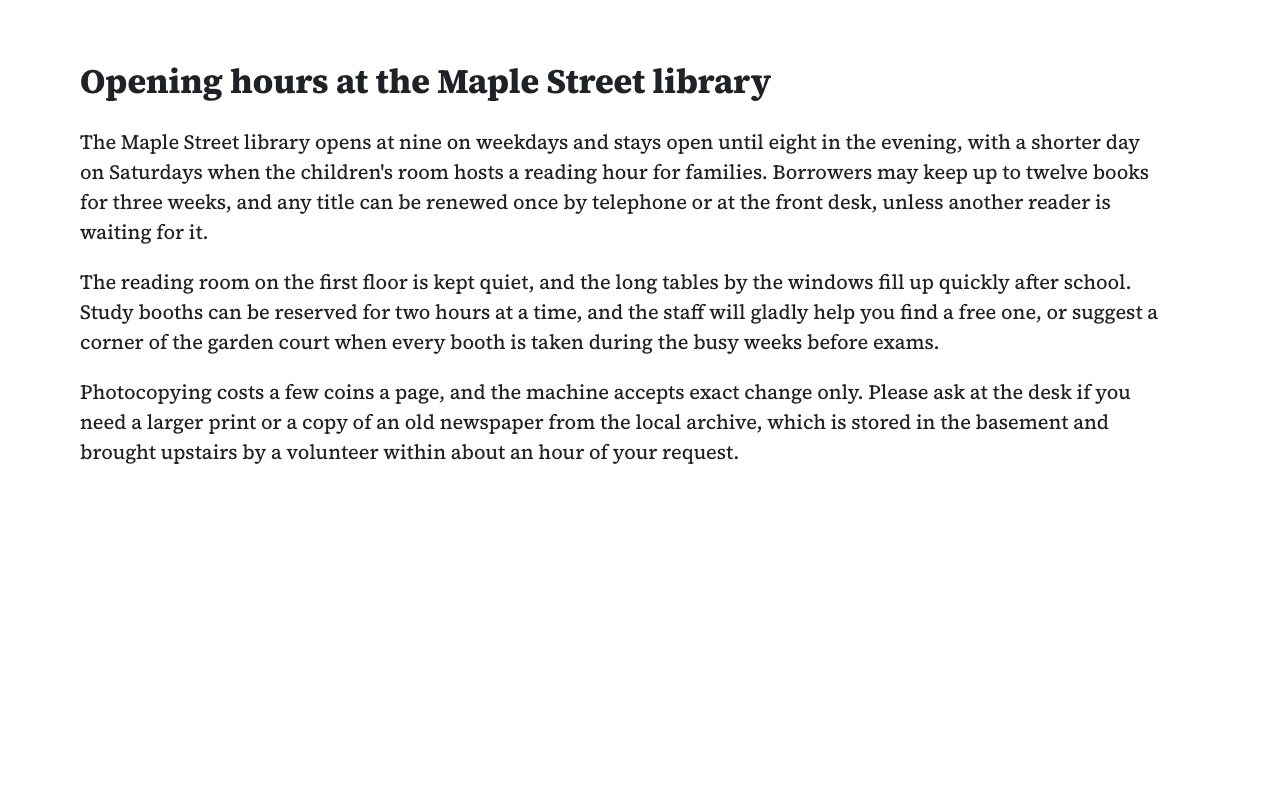 Opening hours at the Maple Street library
The Maple Street library opens at nine on weekdays and stays open until eight in the evening, with a shorter day
on Saturdays when the children's room hosts a reading hour for families. Borrowers may keep up to twelve books
for three weeks, and any title can be renewed once by telephone or at the front desk, unless another reader is
waiting for it.
The reading room on the first floor is kept quiet, and the long tables by the windows fill up quickly after school.
Study booths can be reserved for two hours at a time, and the staff will gladly help you find a free one, or suggest a
corner of the garden court when every booth is taken during the busy weeks before exams.
Photocopying costs a few coins a page, and the machine accepts exact change only. Please ask at the desk if you
need a larger print or a copy of an old newspaper from the local archive, which is stored in the basement and
brought upstairs by a volunteer within about an hour of your request.